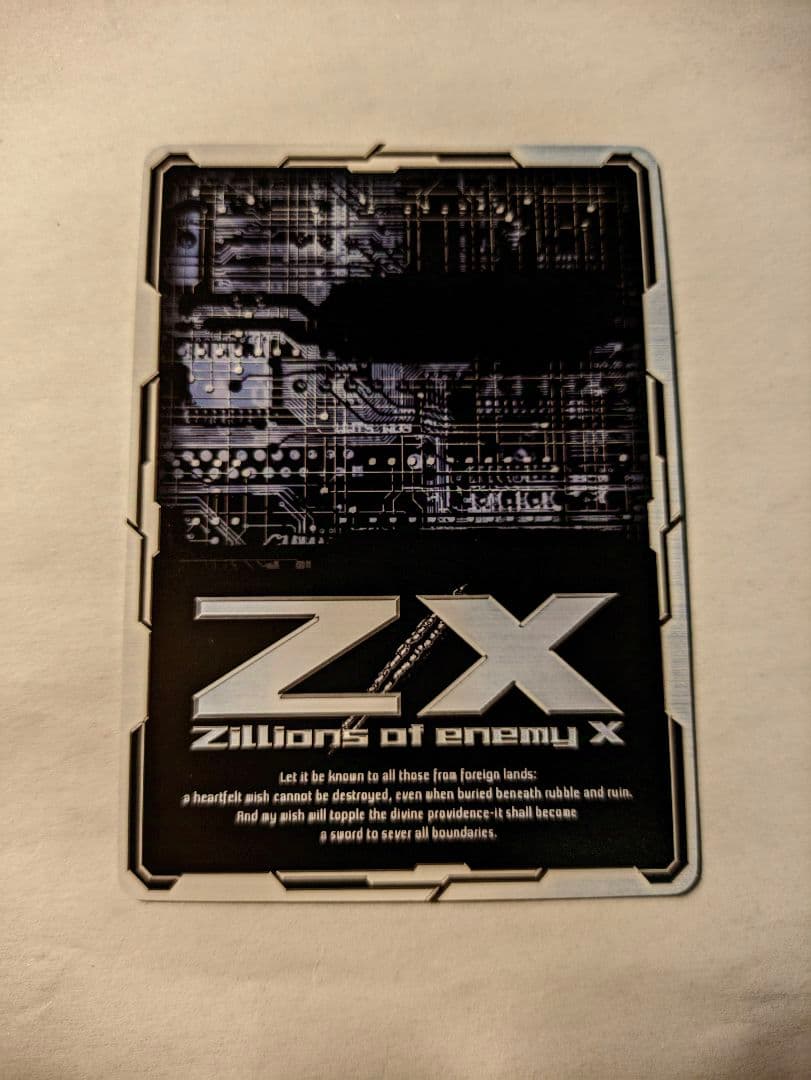 Z/X
Zillions of enemy X
Let it be known to all those from foreign lands:
a heartfelt wish cannot be destroyed, even when buried beneath rubble and ruin.
And my wish will topple the divine providence-it shall become
a sword to sever all boundaries.